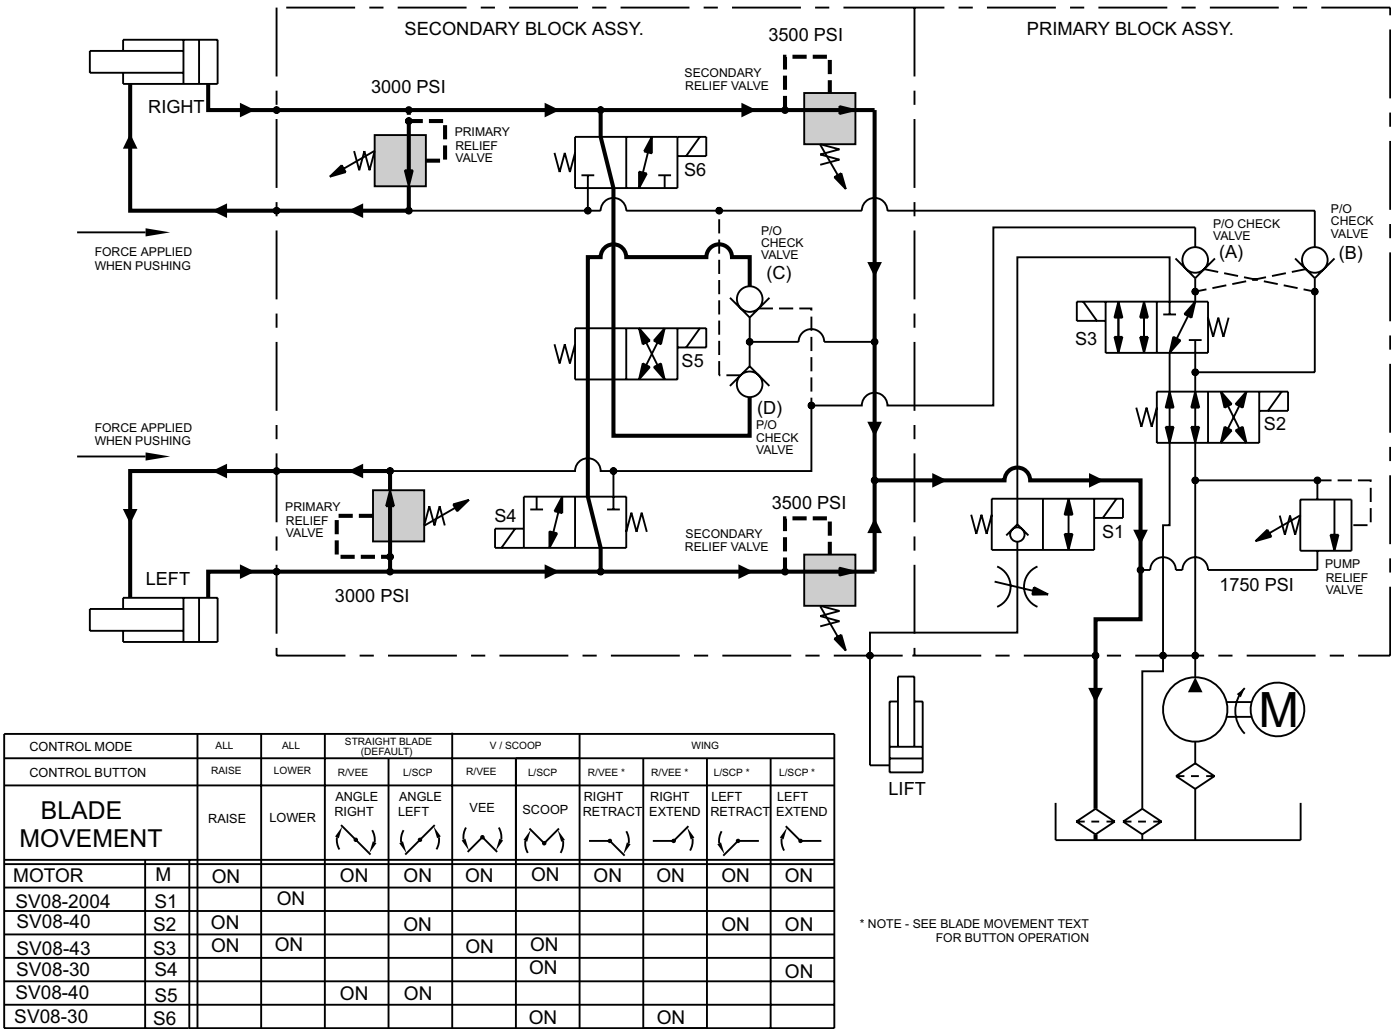 SECONDARY BLOCK ASSY.
PRIMARY BLOCK ASSY.
3500 PSI
SECONDARY
RELIEF VALVE
3000 PSI
RIGHT
PRIMARY
RELIEF
VALVE
S6
FORCE APPLIED
WHEN PUSHING
P/O
CHECK
VALVE
(C)
P/O CHECK
VALVE
(A)
P/O
CHECK
VALVE
(B)
S3
S5
S2
(D)
P/O
CHECK
VALVE
FORCE APPLIED
WHEN PUSHING
PRIMARY
RELIEF
VALVE
S4
3500 PSI
SECONDARY
RELIEF VALVE
S1
LEFT
3000 PSI
1750 PSI
PUMP
RELIEF
VALVE
M
LIFT
CONTROL MODE ALL ALL STRAIGHT BLADE (DEFAULT) V / SCOOP WING
CONTROL BUTTON RAISE LOWER R/VEE L/SCP R/VEE L/SCP R/VEE * R/VEE * L/SCP * L/SCP *
BLADE MOVEMENT RAISE LOWER ANGLE RIGHT ANGLE LEFT VEE SCOOP RIGHT RETRACT RIGHT EXTEND LEFT RETRACT LEFT EXTEND
MOTOR M ON ON ON ON ON ON ON ON ON
SV08-2004 S1 ON
SV08-40 S2 ON ON ON ON
SV08-43 S3 ON ON ON ON
SV08-30 S4 ON ON
SV08-40 S5 ON ON
SV08-30 S6 ON ON
* NOTE - SEE BLADE MOVEMENT TEXT
FOR BUTTON OPERATION